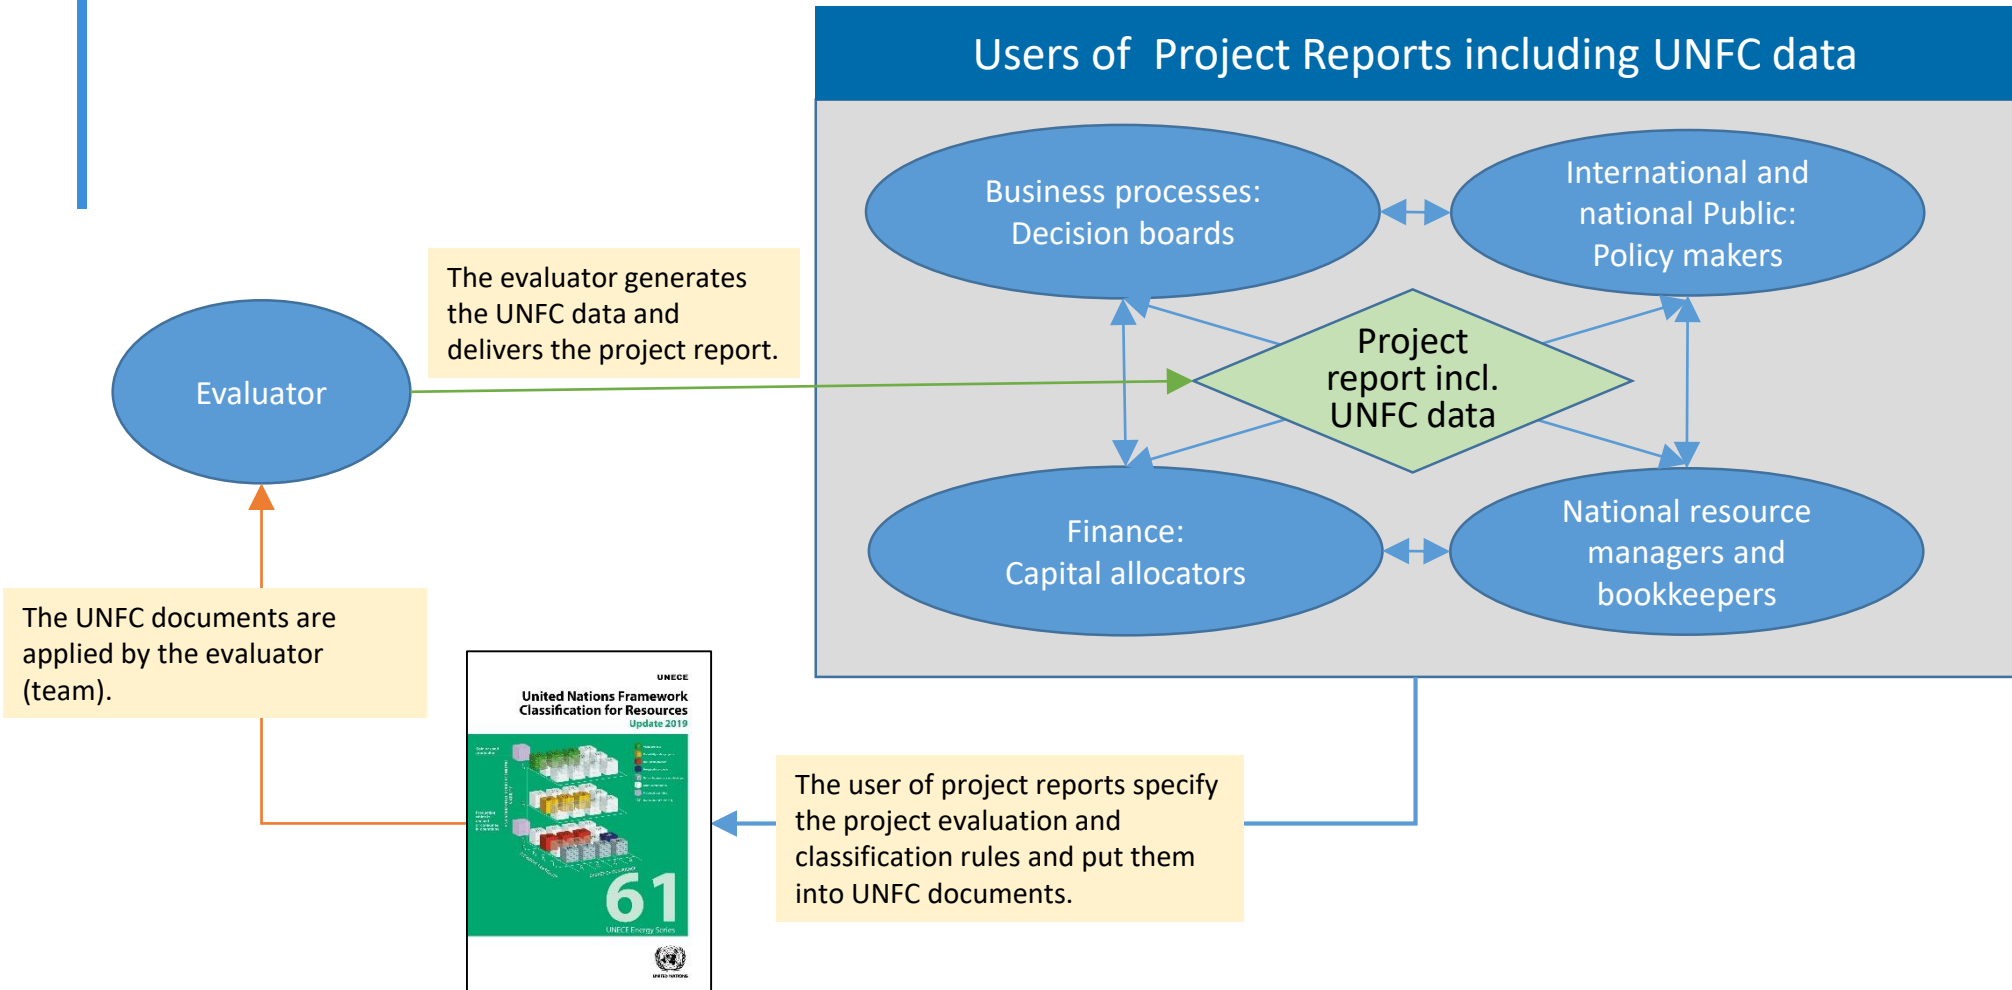 Users of Project Reports including UNFC data
Business processes:
Decision boards
International and
national Public:
Policy makers
The evaluator generates
the UNFC data and
delivers the project report.
Evaluator
Project
report incl.
UNFC data
Finance:
Capital allocators
National resource
managers and
bookkeepers
The UNFC documents are
applied by the evaluator
(team).
UNECE
United Nations Framework
Classification for Resources
Update 2019
61
UNECE Energy Series
UNITED NATIONS
The user of project reports specify
the project evaluation and
classification rules and put them
into UNFC documents.